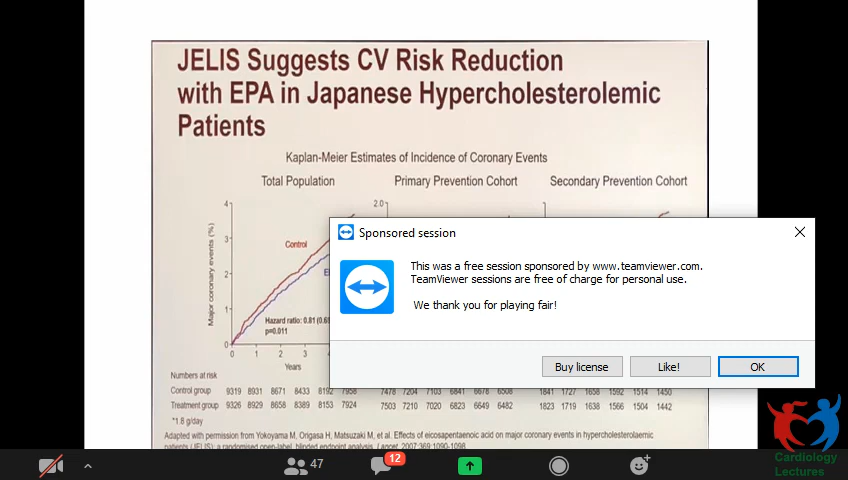 JELIS Suggests CV Risk Reduction
with EPA in Japanese Hypercholesterolemic
Patients
Kaplan-Meier Estimates of Incidence of Coronary Events
Total Population
Primary Prevention Cohort
Secondary Prevention Cohort
Major coronary events (%)
4
3
2
1
0
Control
Hazard ratio: 0.81
p=0.011
0 1 2 3
Years
2.0
Sponsored session
This was a free session sponsored by www.teamviewer.com.
TeamViewer sessions are free of charge for personal use.
We thank you for playing fair!
Buy license
Like!
OK
Numbers at risk
Control group 9319 8931 8671 8433 8192 7958 7478 7204 7103 6841 6678 6508 1841 1727 1658 1592 1514 1450
Treatment group 9326 8929 8658 8389 8153 7924 7503 7210 7020 6823 6649 6482 1823 1719 1638 1566 1504 1442
*1.8 g/day
Adapted with permission from Yokoyama M, Origasa H, Matsuzaki M, et al. Effects of eicosapentaenoic acid on major coronary events in hypercholesterolaemic
patients (JELIS): a randomised open-label, blinded endpoint analysis. Lancet. 2007;369:1090-1098.
47
12
Cardiology
Lectures